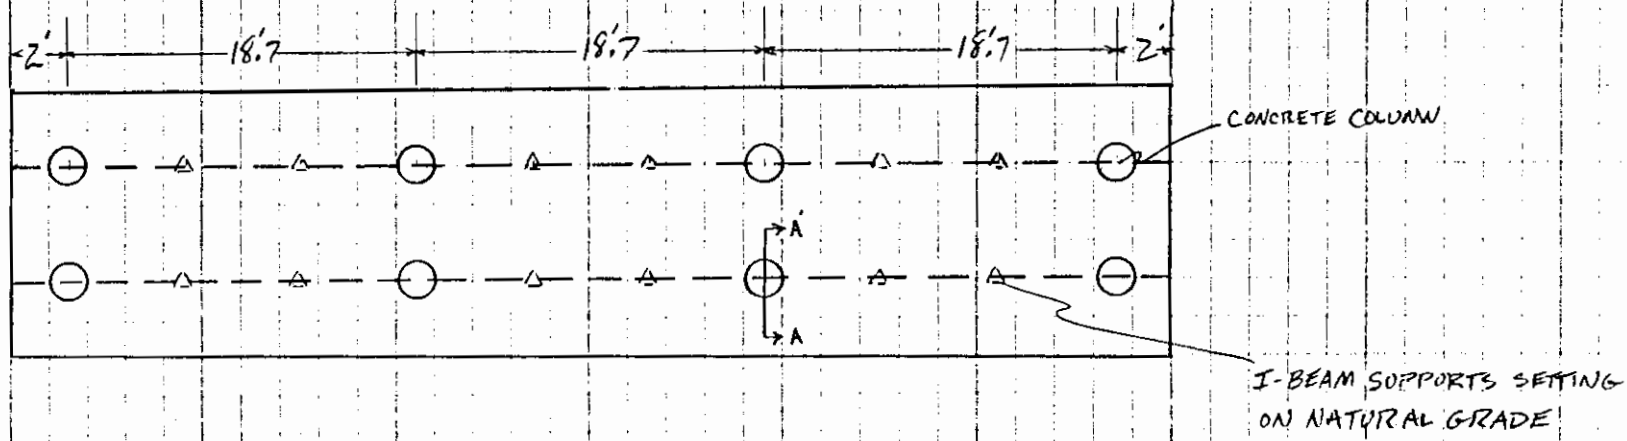 2' 18.'7 18.'7 18.'7 2'
CONCRETE COLUMN
A'
A
I-BEAM SUPPORTS SETTING
ON NATURAL GRADE